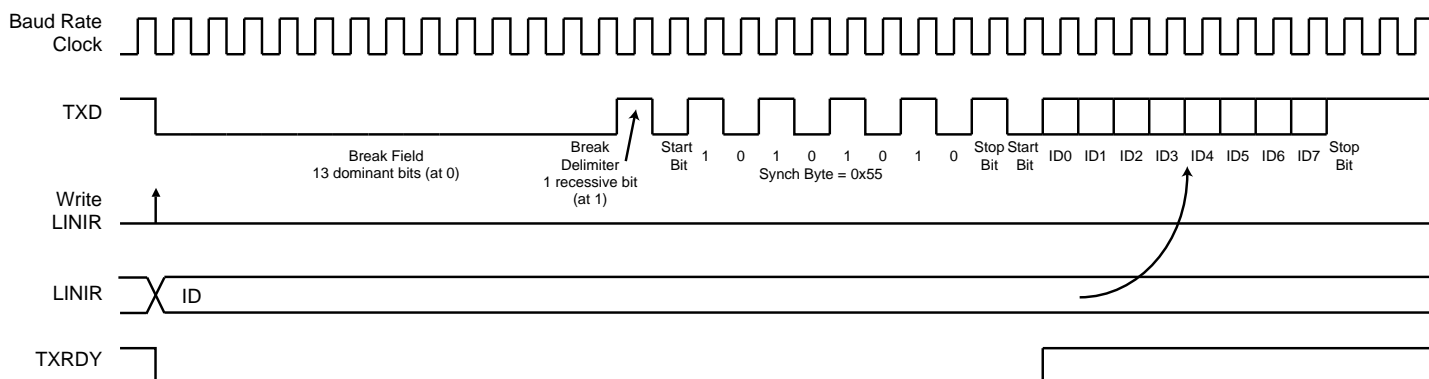 Baud Rate
Clock
TXD
Break Field
13 dominant bits (at 0)
Break
Delimiter
1 recessive bit
(at 1)
Start
Bit
1 0 1 0 1 0 1 0
Synch Byte = 0x55
Stop
Bit
Start
Bit
ID0 ID1 ID2 ID3 ID4 ID5 ID6 ID7
Stop
Bit
Write
LINIR
LINIR
ID
TXRDY